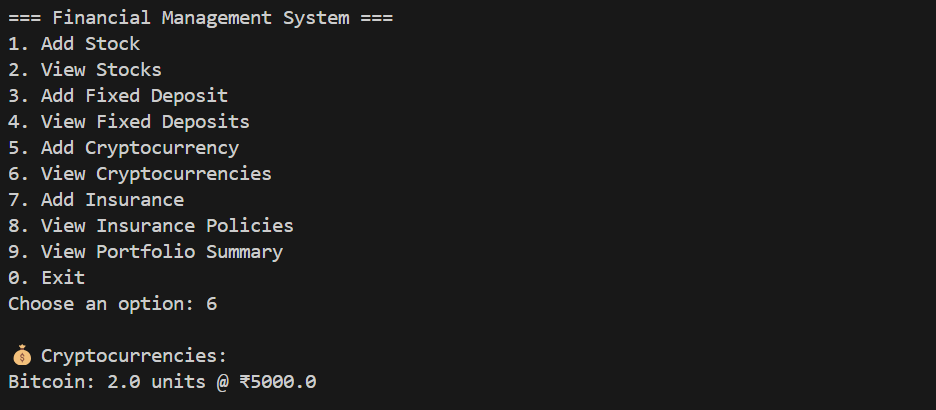 === Financial Management System ===
1. Add Stock
2. View Stocks
3. Add Fixed Deposit
4. View Fixed Deposits
5. Add Cryptocurrency
6. View Cryptocurrencies
7. Add Insurance
8. View Insurance Policies
9. View Portfolio Summary
0. Exit
Choose an option: 6
💰 Cryptocurrencies:
Bitcoin: 2.0 units @ ₹5000.0